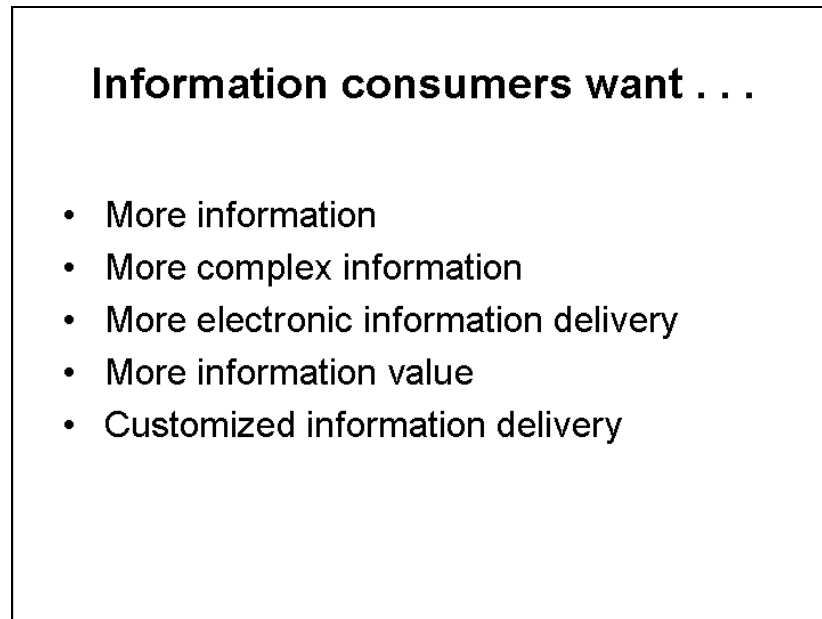 Information consumers want . . .
• More information
• More complex information
• More electronic information delivery
• More information value
• Customized information delivery